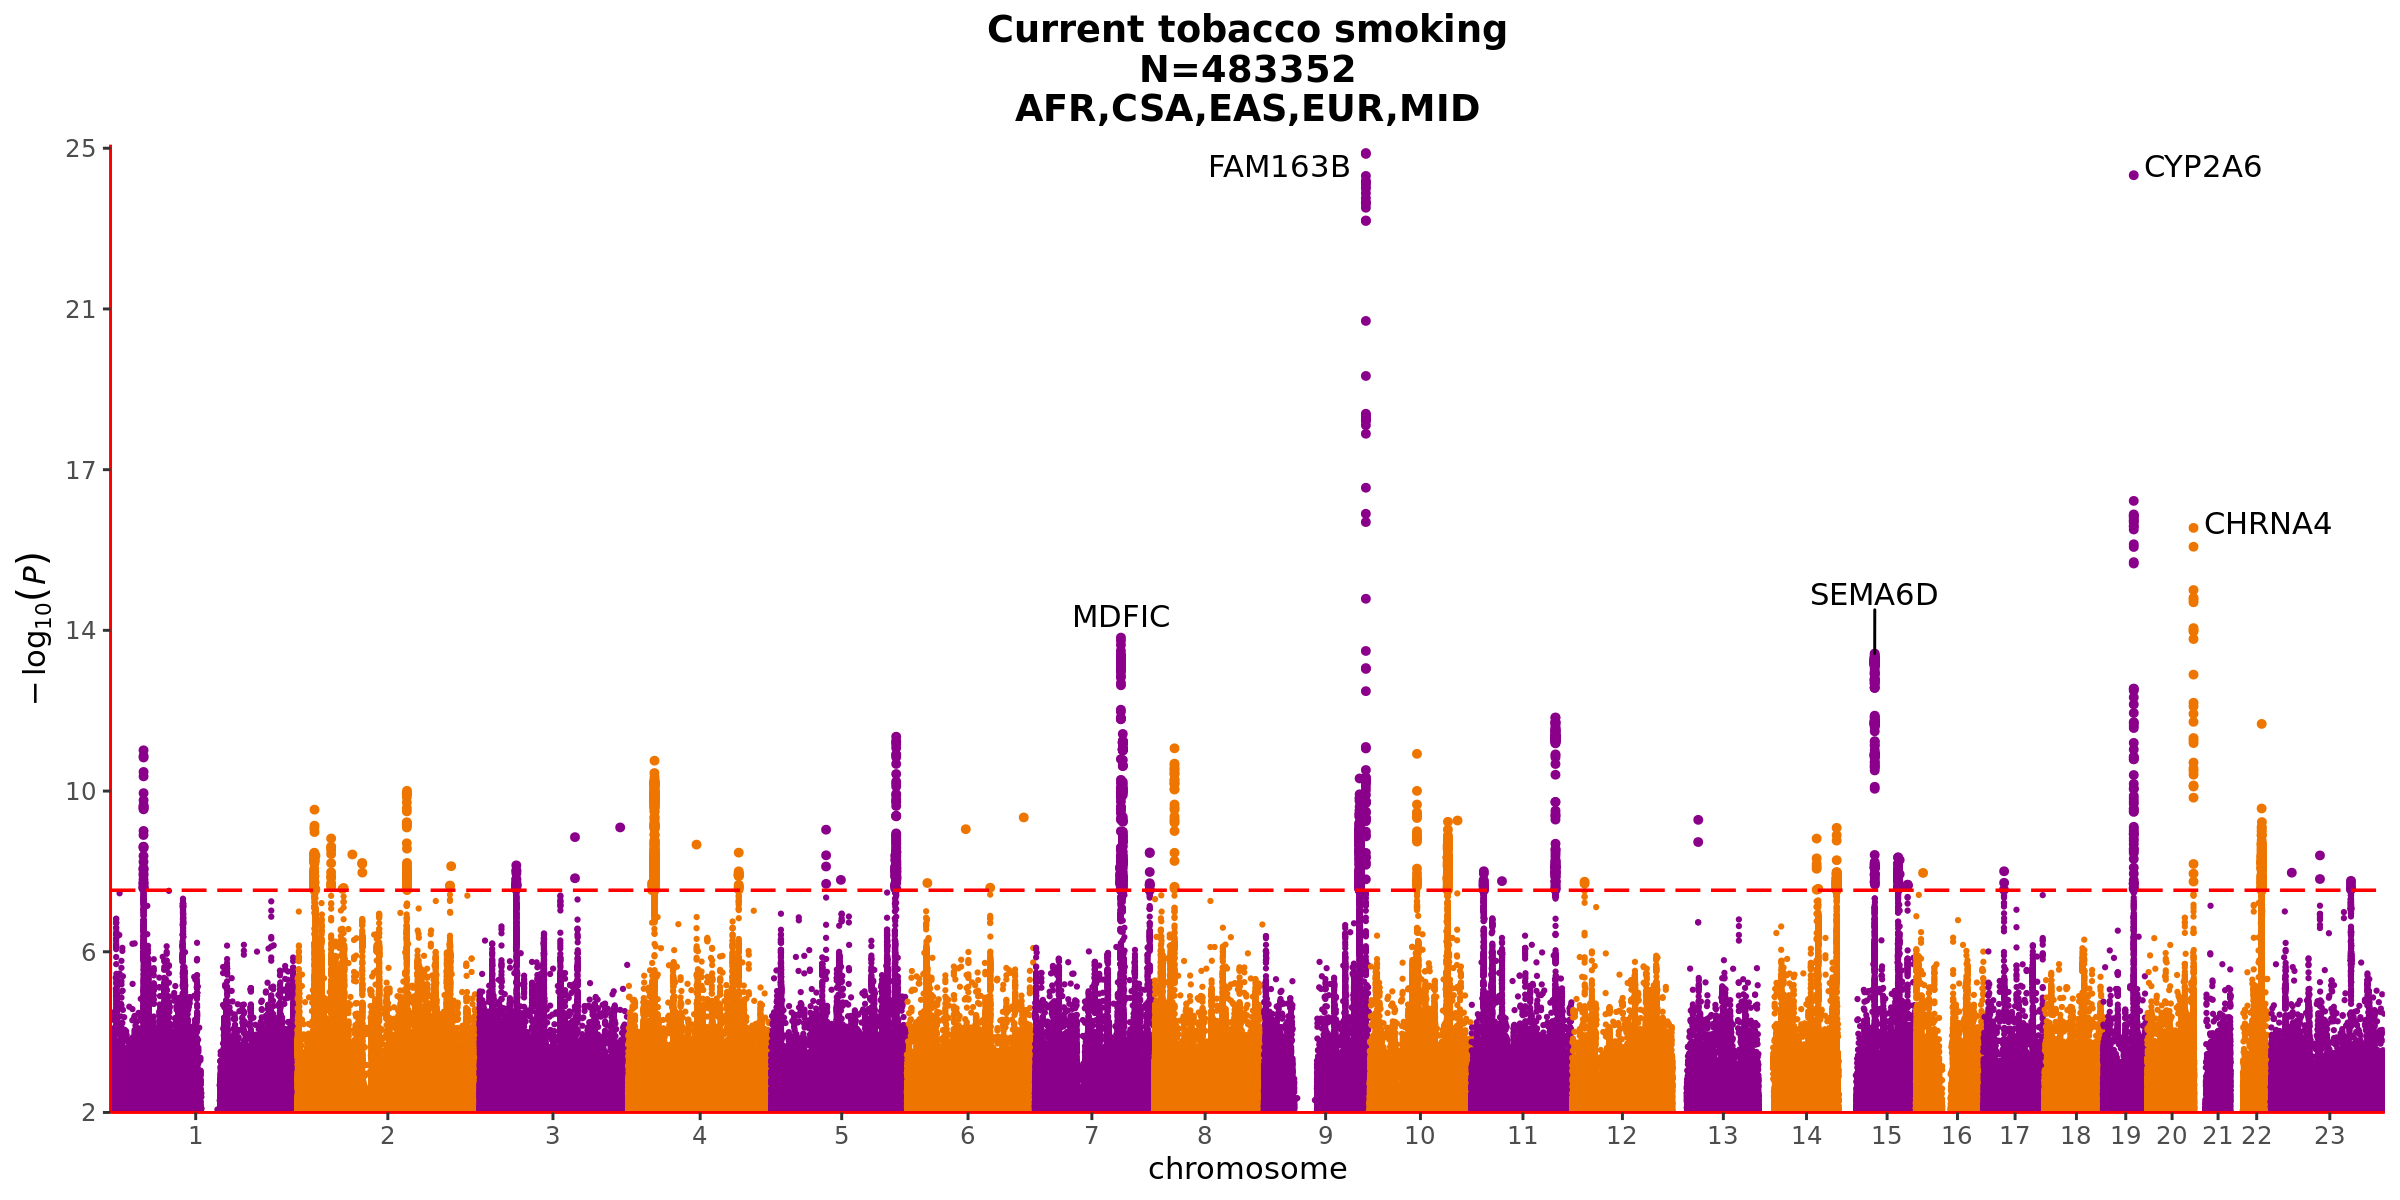 Current tobacco smoking
N=483352
AFR,CSA,EAS,EUR,MID
25
21
17
14
10
6
2
−log10(P)
FAM163B
CYP2A6
CHRNA4
SEMA6D
MDFIC
1 2 3 4 5 6 7 8 9 10 11 12 13 14 15 16 17 18 19 20 21 22 23
chromosome